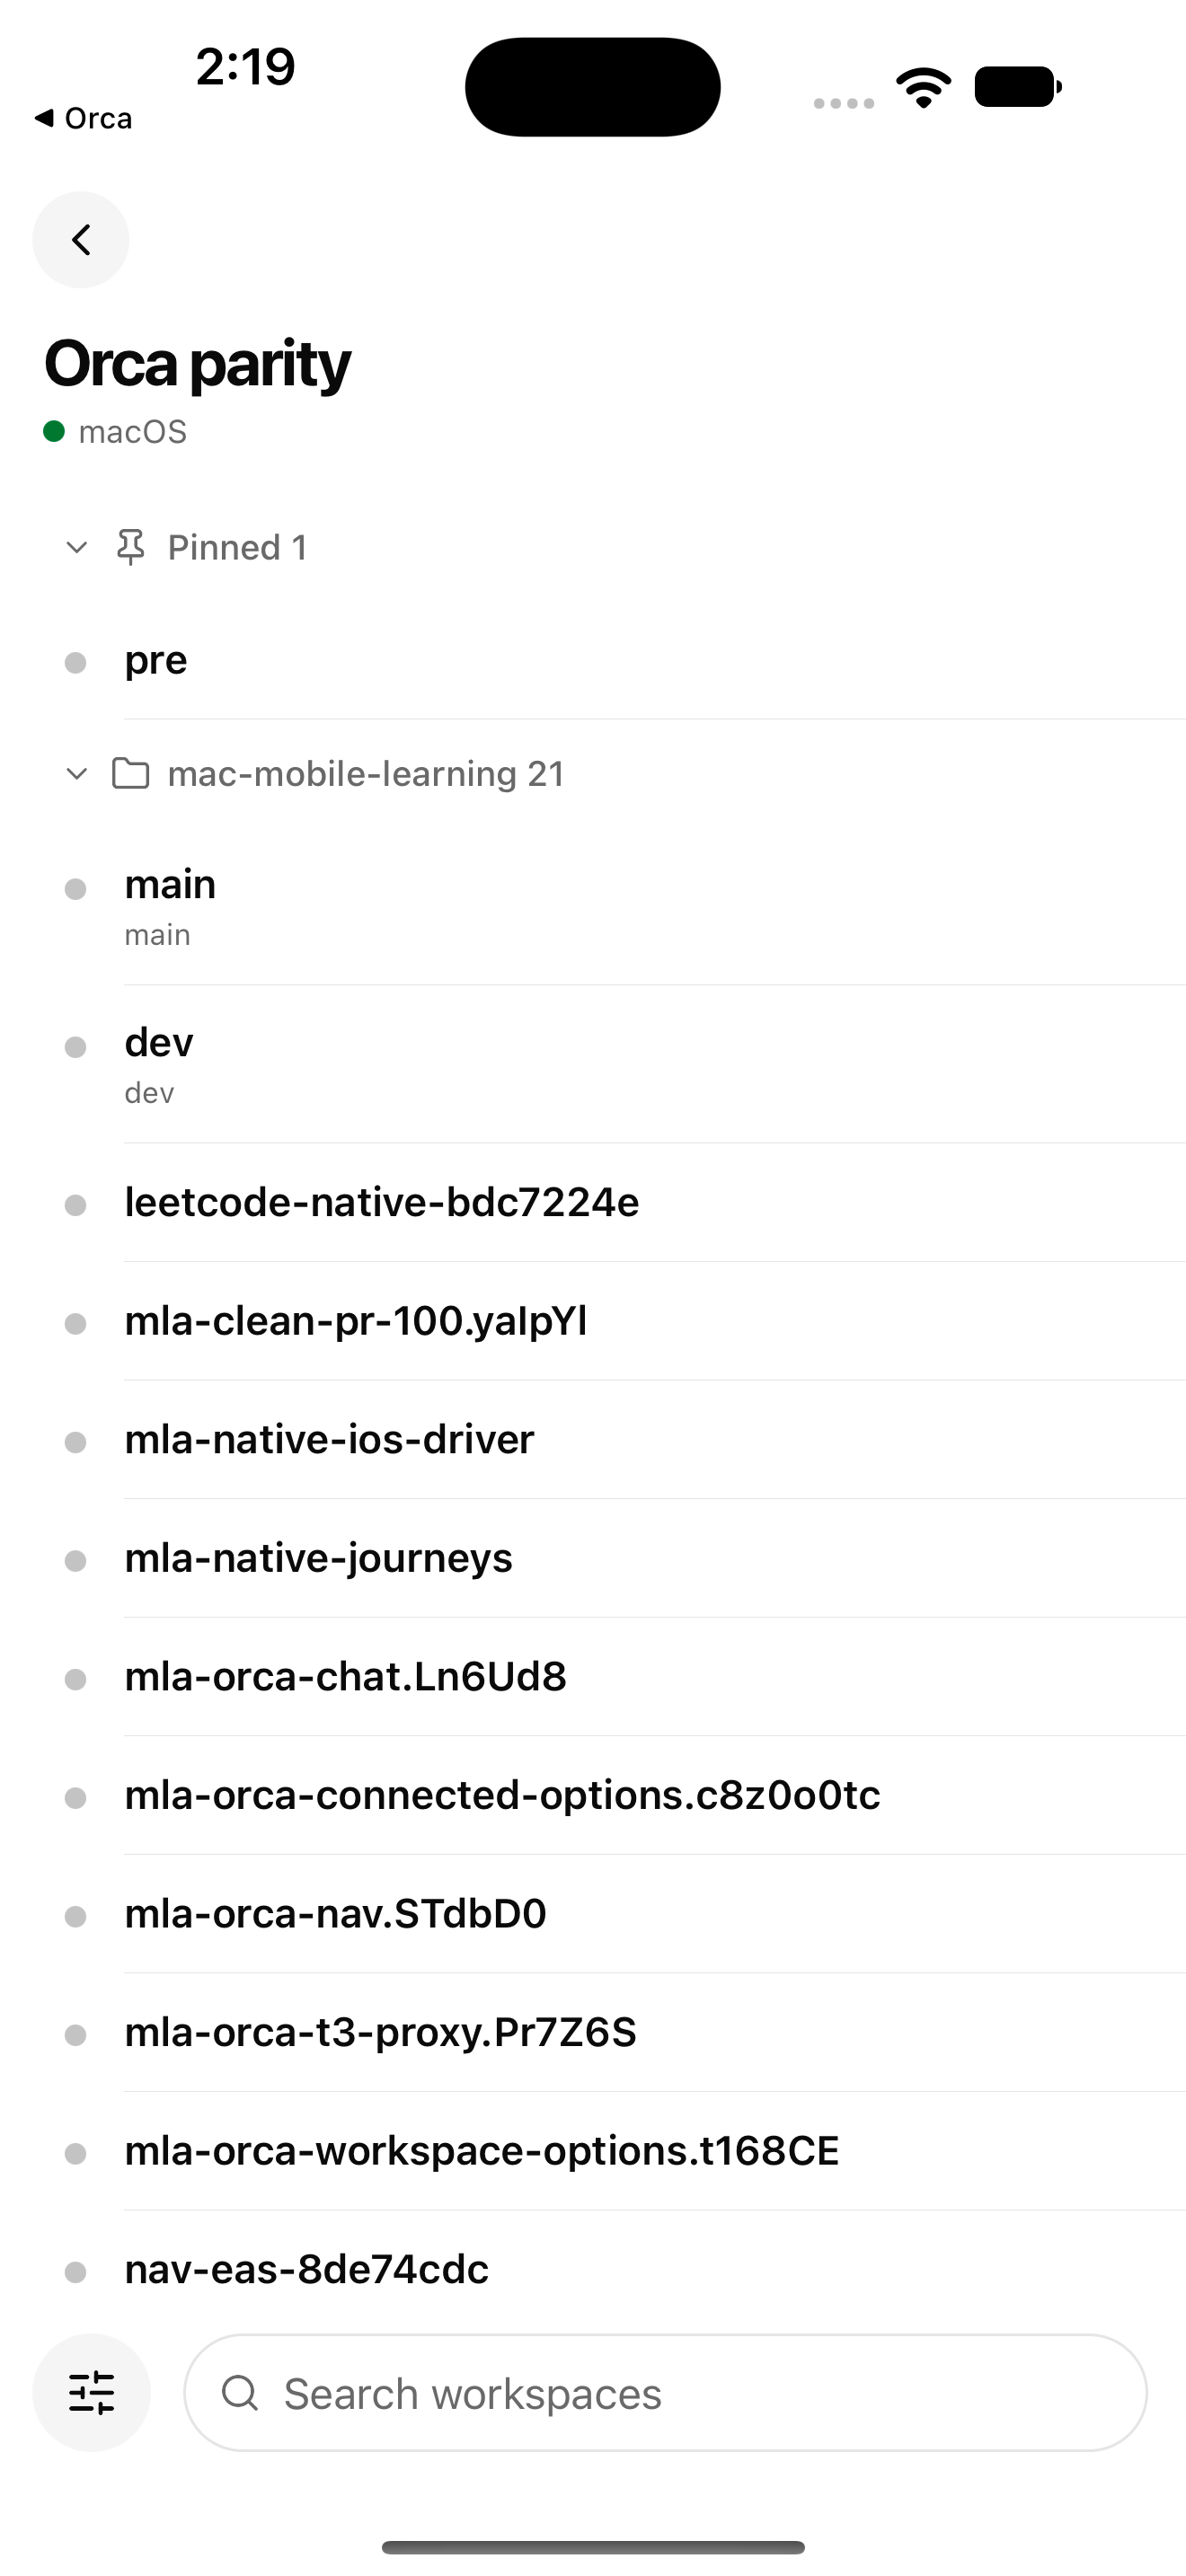 2:19
Orca
Orca parity
macOS
Pinned 1
pre
mac-mobile-learning 21
main
main
dev
dev
leetcode-native-bdc7224e
mla-clean-pr-100.yaIpYl
mla-native-ios-driver
mla-native-journeys
mla-orca-chat.Ln6Ud8
mla-orca-connected-options.c8z0o0tc
mla-orca-nav.STdbD0
mla-orca-t3-proxy.Pr7Z6S
mla-orca-workspace-options.t168CE
nav-eas-8de74cdc
Search workspaces